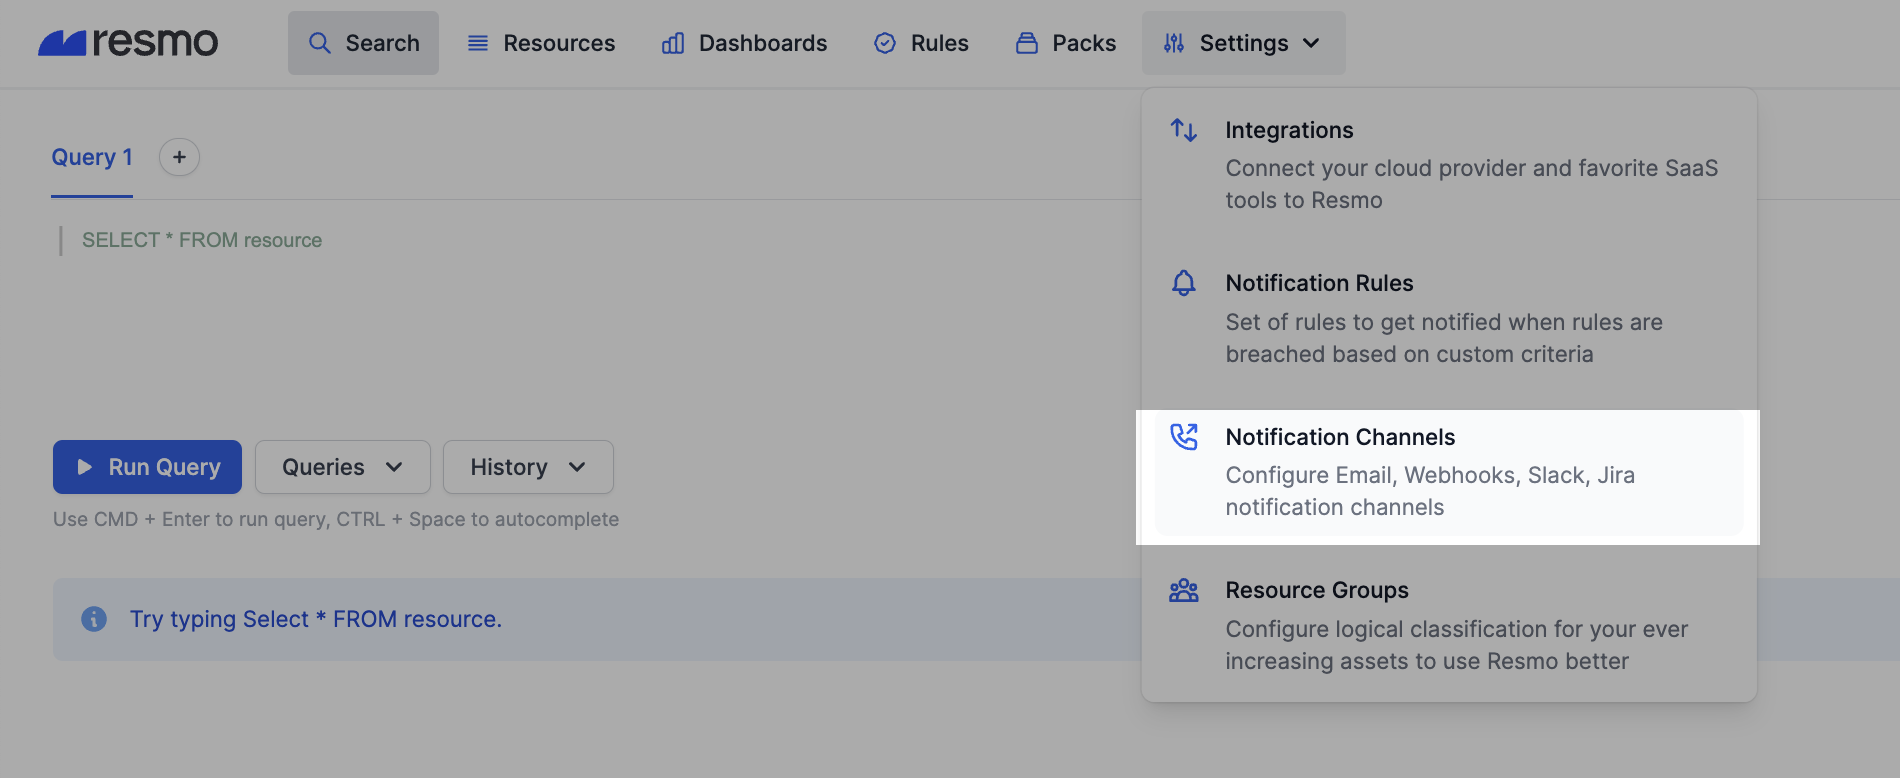 resmo
Search
Resources
Dashboards
Rules
Packs
Settings
Query 1
+
SELECT * FROM resource
Run Query
Queries
History
Use CMD + Enter to run query, CTRL + Space to autocomplete
Try typing Select * FROM resource.
Integrations
Connect your cloud provider and favorite SaaS
tools to Resmo
Notification Rules
Set of rules to get notified when rules are
breached based on custom criteria
Notification Channels
Configure Email, Webhooks, Slack, Jira
notification channels
Resource Groups
Configure logical classification for your ever
increasing assets to use Resmo better